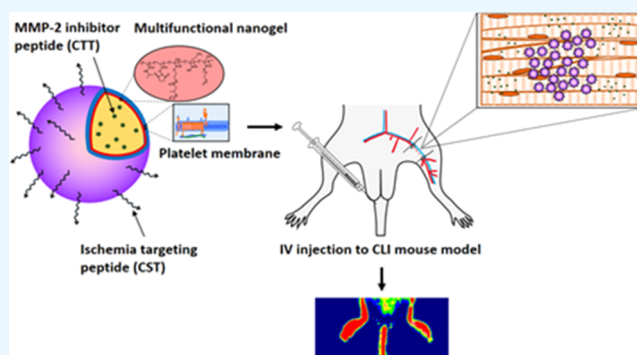 MMP-2 inhibitor
peptide (CTT)
Multifunctional nanogel
Platelet membrane
Ischemia targeting
peptide (CST)
IV injection to CLI mouse model